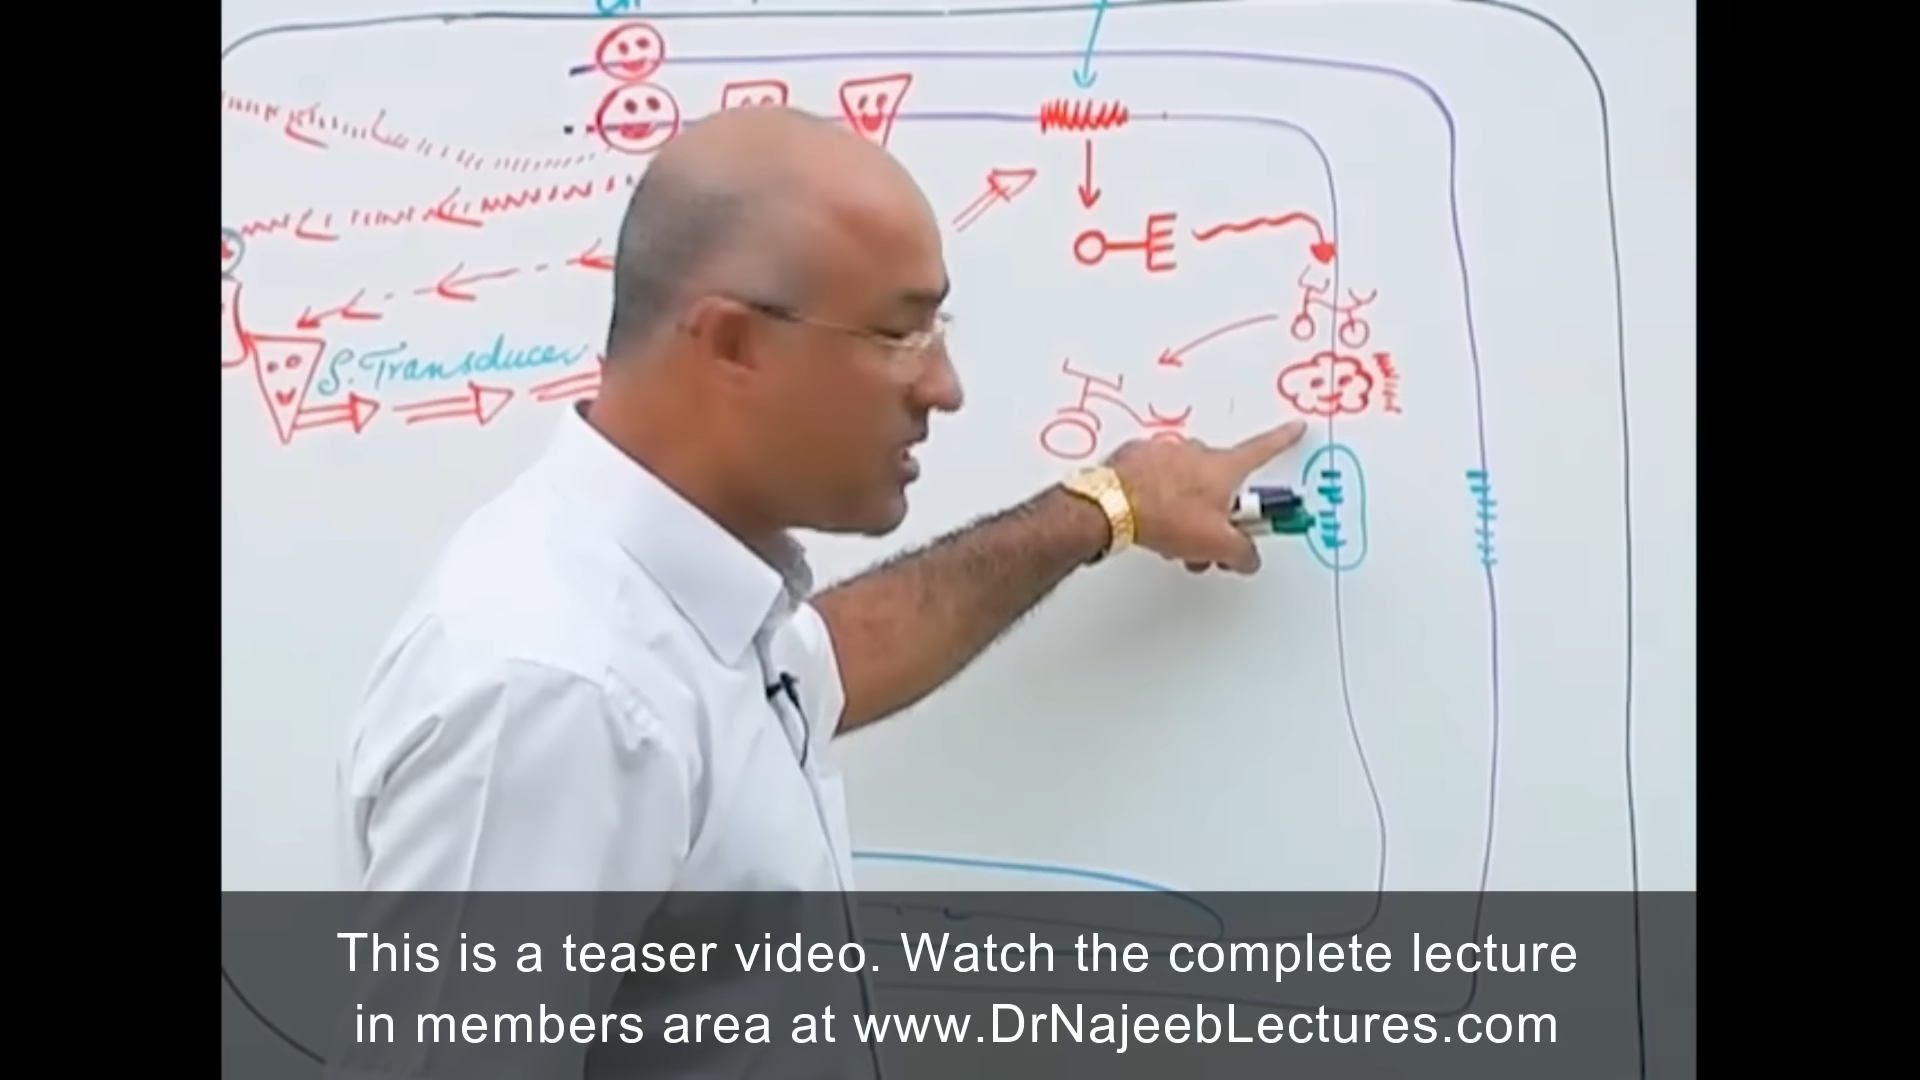 S. Transducer
This is a teaser video. Watch the complete lecture
in members area at www.DrNajeebLectures.com